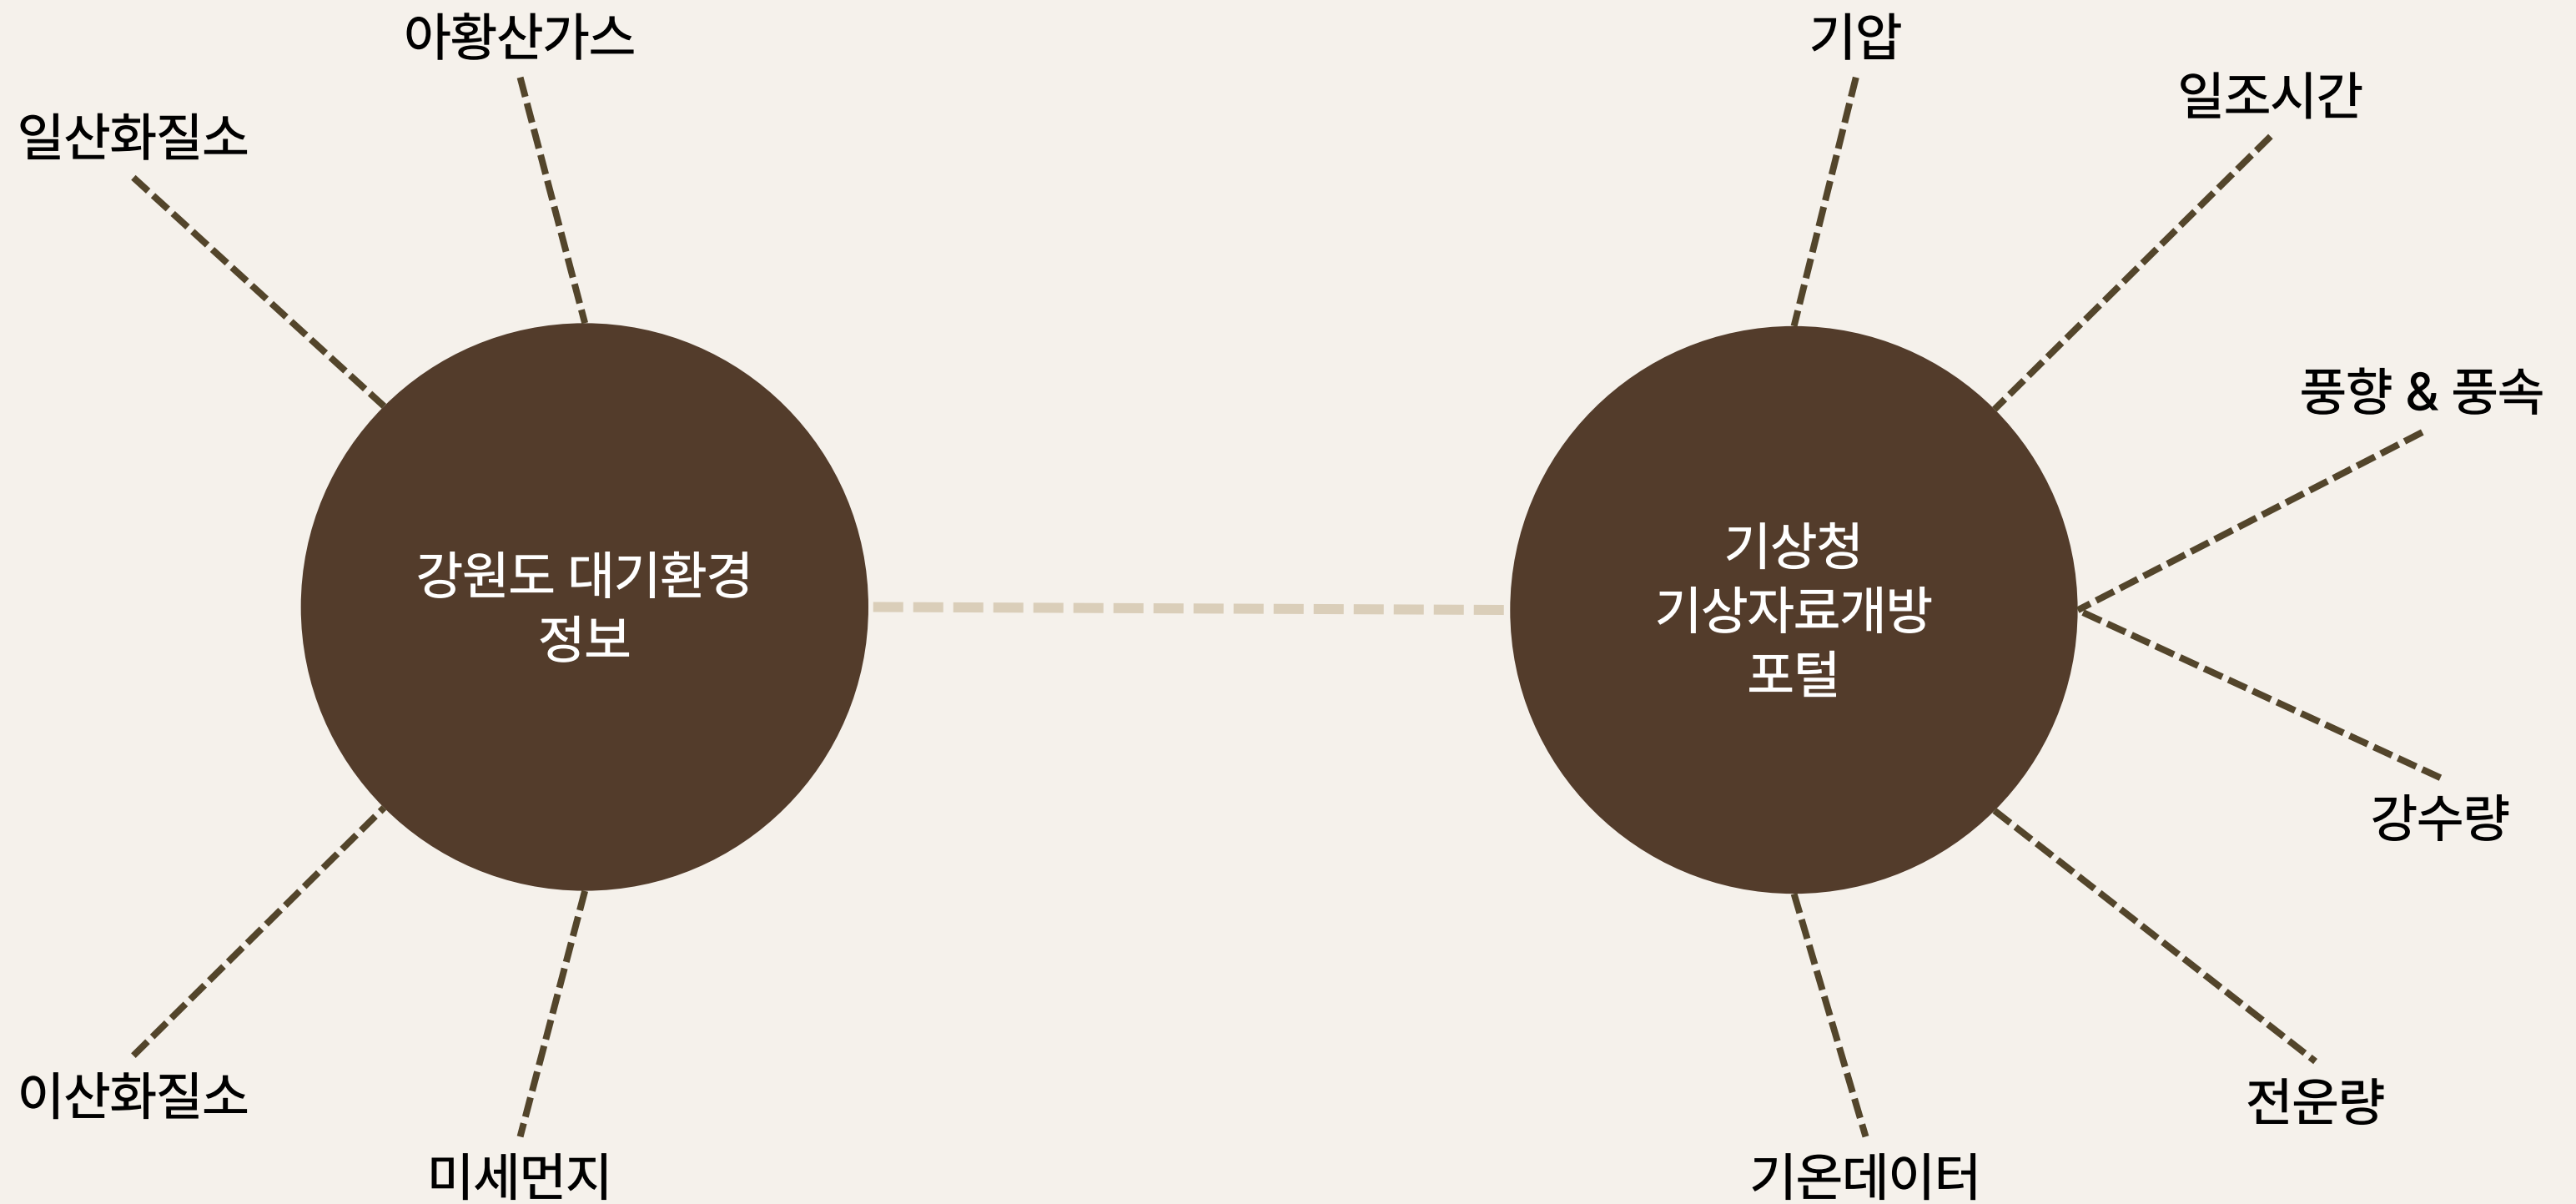 아황산가스
기압
일조시간
일산화질소
풍향 & 풍속
강원도 대기환경
정보
기상청
기상자료개방
포털
강수량
이산화질소
전운량
미세먼지
기온데이터